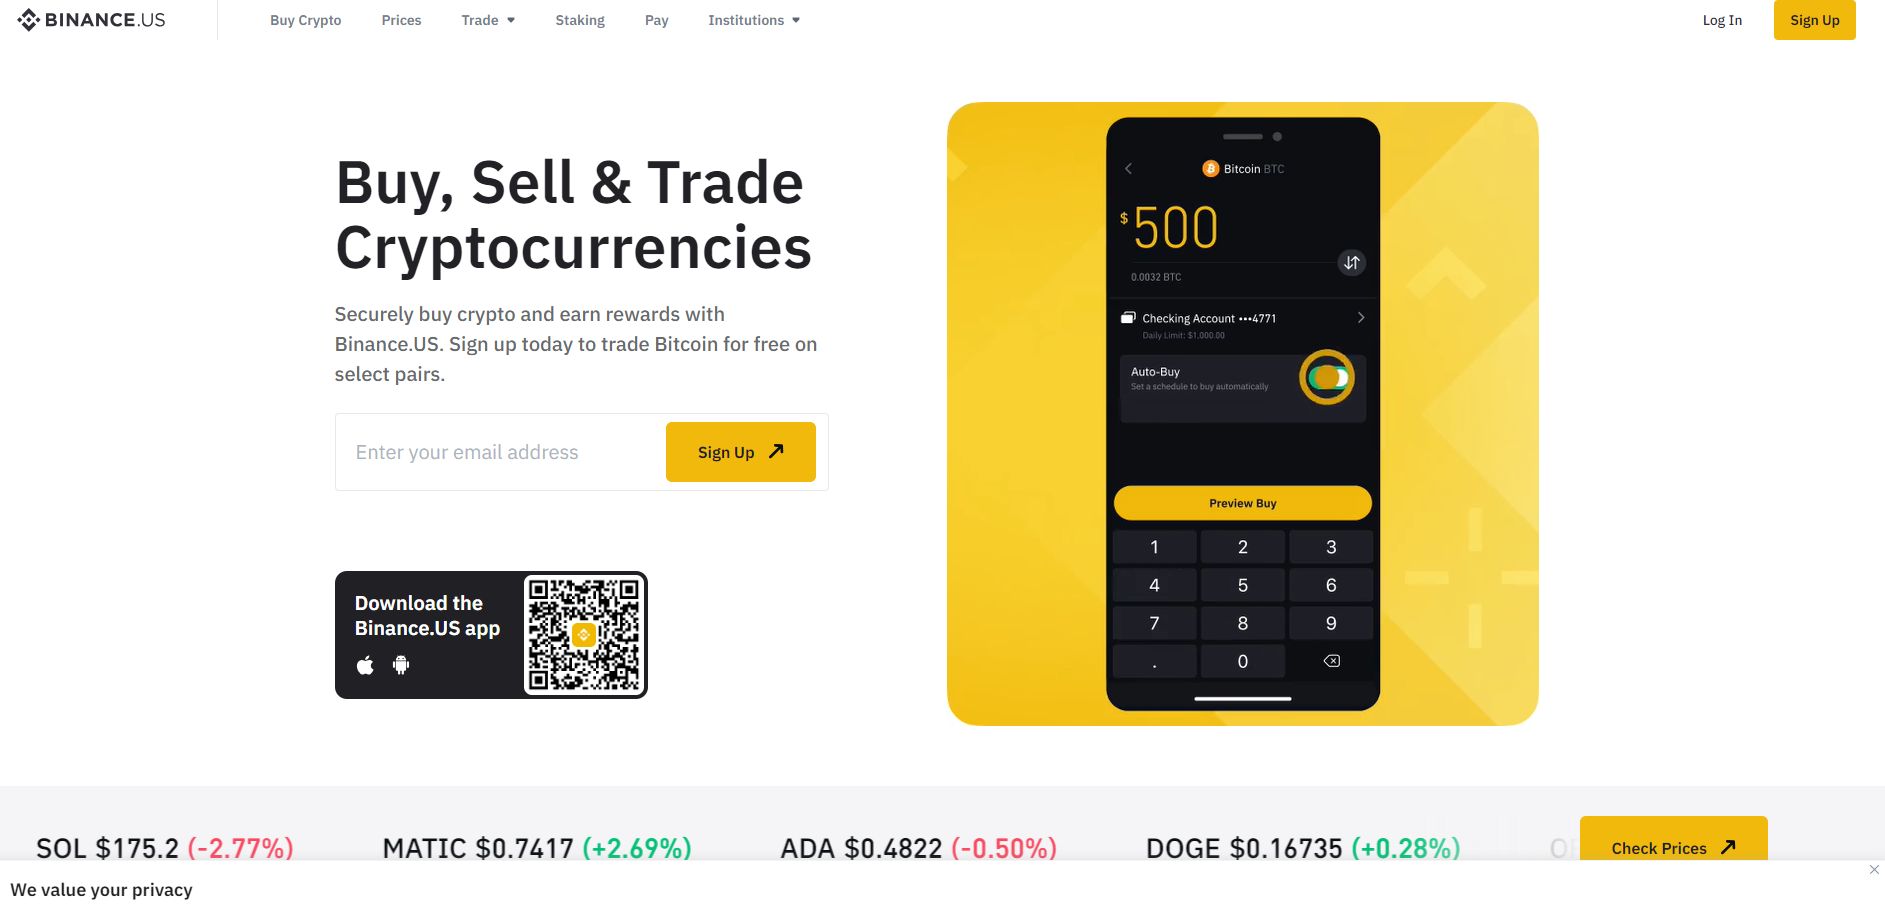 BINANCE.US
Buy Crypto
Prices
Trade
Staking
Pay
Institutions
Log In
Sign Up
Buy, Sell & Trade
Cryptocurrencies
Securely buy crypto and earn rewards with
Binance.US. Sign up today to trade Bitcoin for free on
select pairs.
Enter your email address
Sign Up
Download the
Binance.US app
Bitcoin BTC
$500
0.0032 BTC
Checking Account •••4771
Daily Limit: $1,000.00
Auto-Buy
Set a schedule to buy automatically
Preview Buy
1 2 3
4 5 6
7 8 9
. 0
SOL $175.2 (-2.77%)
MATIC $0.7417 (+2.69%)
ADA $0.4822 (-0.50%)
DOGE $0.16735 (+0.28%)
Check Prices
We value your privacy